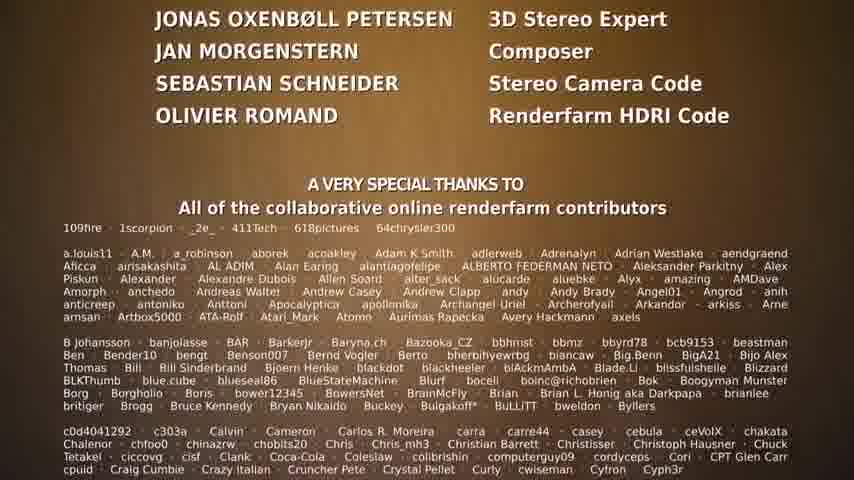 JONAS OXENBØLL PETERSEN 3D Stereo Expert
JAN MORGENSTERN Composer
SEBASTIAN SCHNEIDER Stereo Camera Code
OLIVIER ROMAND Renderfarm HDRI Code
A VERY SPECIAL THANKS TO
All of the collaborative online renderfarm contributors
109fire · 1scorpion · _2e_ · 411Tech · 618pictures · 64chrysler300
a.louis11 · A.M. · a_robinson · aborek · acoakley · Adam K Smith · adlerweb · Adrenalyn · Adrian Westlake · aendgraend
Aficca · airisakashita · AL ADIM · Alan Earing · alantiagofelipe · ALBERTO FEDERMAN NETO · Aleksander Parkitny · Alex
Piskun · Alexander · Alexandre Dubois · Allen Soard · alter_sack · alucarde · aluebke · Alyx · amazing · AMDave
Amorph · anchedo · Andreas Walter · Andrew Casey · Andrew Clapp · andy · Andy Brady · Angel01 · Angrod · anih
anticreep · antoniko · Anttoni · Apocalyptica · apollmika · Archangel Uriel · Archerofyall · Arkandor · arkiss · Arne
arnsan · Artbox5000 · ATA-Rolf · Atari_Mark · Atomn · Aurimas Rapecka · Avery Hackmann · axels
B Johansson · banjolasse · BAR · BarkerJr · Baryna.ch · Bazooka_CZ · bbhmst · bbmz · bbyrd78 · bcb9153 · beastman
Ben · Bender10 · bengt · Benson007 · Bernd Vogler · Berto · bherbihyewrbg · biancaw · Big.Benn · BigA21 · Bijo Alex
Thomas · Bill · Bill Sinderbrand · Bjoern Henke · blackdot · blackheeler · blAckmAmbA · Blade.Li · blissfulshelle · Blizzard
BLKThumb · blue.cube · blueseal86 · BlueStateMachine · Blurf · boceli · boinc@richobrien · Bok · Boogyman Munster
Borg · Borgholio · Boris · bower12345 · BowersNet · BrainMcFly · Brian · Brian L. Honig aka Darkpapa · brianlee
britiger · Brogg · Bruce Kennedy · Bryan Nikaido · Buckey · Bulgakoff* · BuLLiTT · bweldon · Byllers
c0d4041292 · c303a · Calvin · Cameron · Carlos R. Moreira · carra · carre44 · casey · cebula · ceVoIX · chakata
Chalenor · chfoo0 · chinazrw · chobits20 · Chris · Chris_mh3 · Christian Barrett · Christisser · Christoph Hausner · Chuck
Tetakel · ciccovg · cisf · Clank · Coca-Cola · Coleslaw · colibrishin · computerguy09 · cordyceps · Cori · CPT Glen Carr
cpuid · Craig Cumbie · Crazy Italian · Cruncher Pete · Crystal Pellet · Curly · cwiseman · Cyfron · Cyph3r